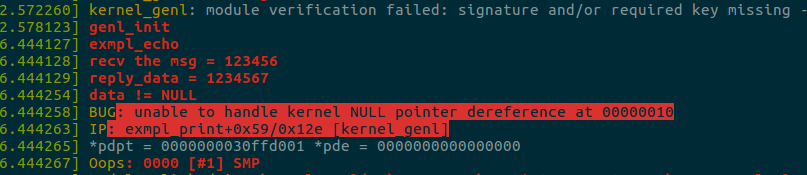 2.572260] kernel_genl: module verification failed: signature and/or required key missing -
2.578123] genl_init
6.444127] exmpl_echo
6.444128] recv the msg = 123456
6.444129] reply_data = 1234567
6.444254] data != NULL
6.444258] BUG: unable to handle kernel NULL pointer dereference at 00000010
6.444263] IP: exmpl_print+0x59/0x12e [kernel_genl]
6.444265] *pdpt = 0000000030ffd001 *pde = 0000000000000000
6.444267] Oops: 0000 [#1] SMP